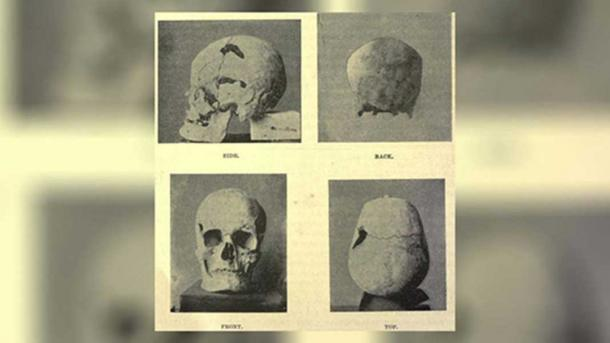 SIDE.
BACK.
FRONT.
TOP.